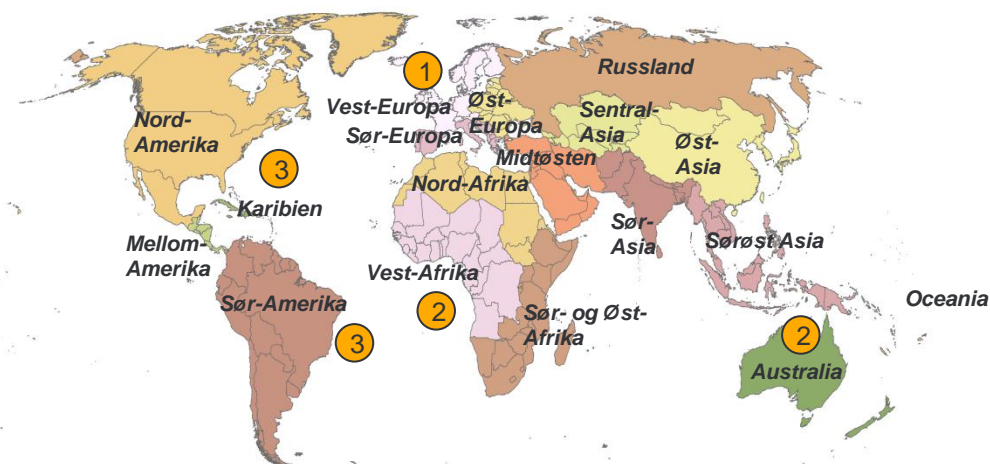 1
Russland
Vest-Europa
Øst-
Europa
Sør-Europa
Sentral-
Asia
Øst-
Asia
Nord-
Amerika
3
Midtøsten
Nord-Afrika
Karibien
Sør-
Asia
Sørøst Asia
Mellom-
Amerika
Vest-Afrika
Sør-Amerika
2
Sør- og Øst-
Afrika
Oceania
3
2
Australia